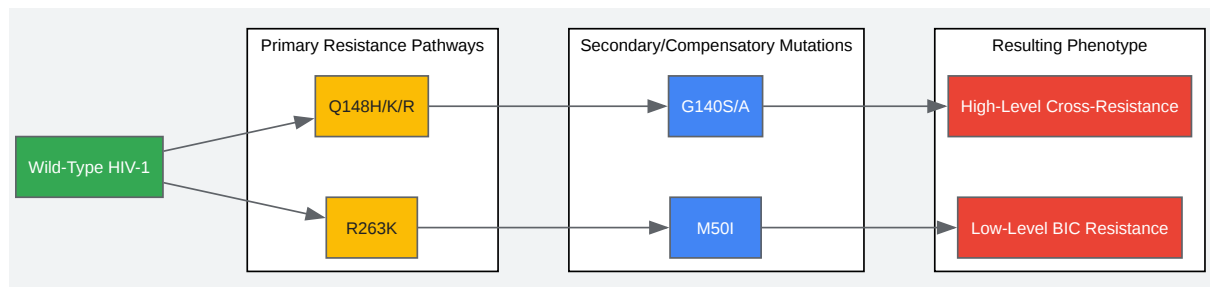 Primary Resistance Pathways
Secondary/Compensatory Mutations
Resulting Phenotype
Q148H/K/R
G140S/A
High-Level Cross-Resistance
Wild-Type HIV-1
R263K
M50I
Low-Level BIC Resistance